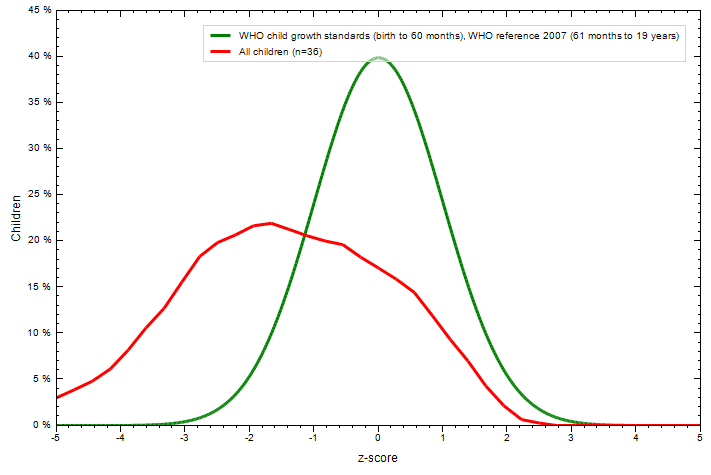 45 %
40 %
35 %
30 %
25 %
20 %
15 %
10 %
5 %
0 %
Children
WHO child growth standards (birth to 60 months), WHO reference 2007 (61 months to 19 years)
All children (n=36)
-5 -4 -3 -2 -1 0 1 2 3 4 5
z-score